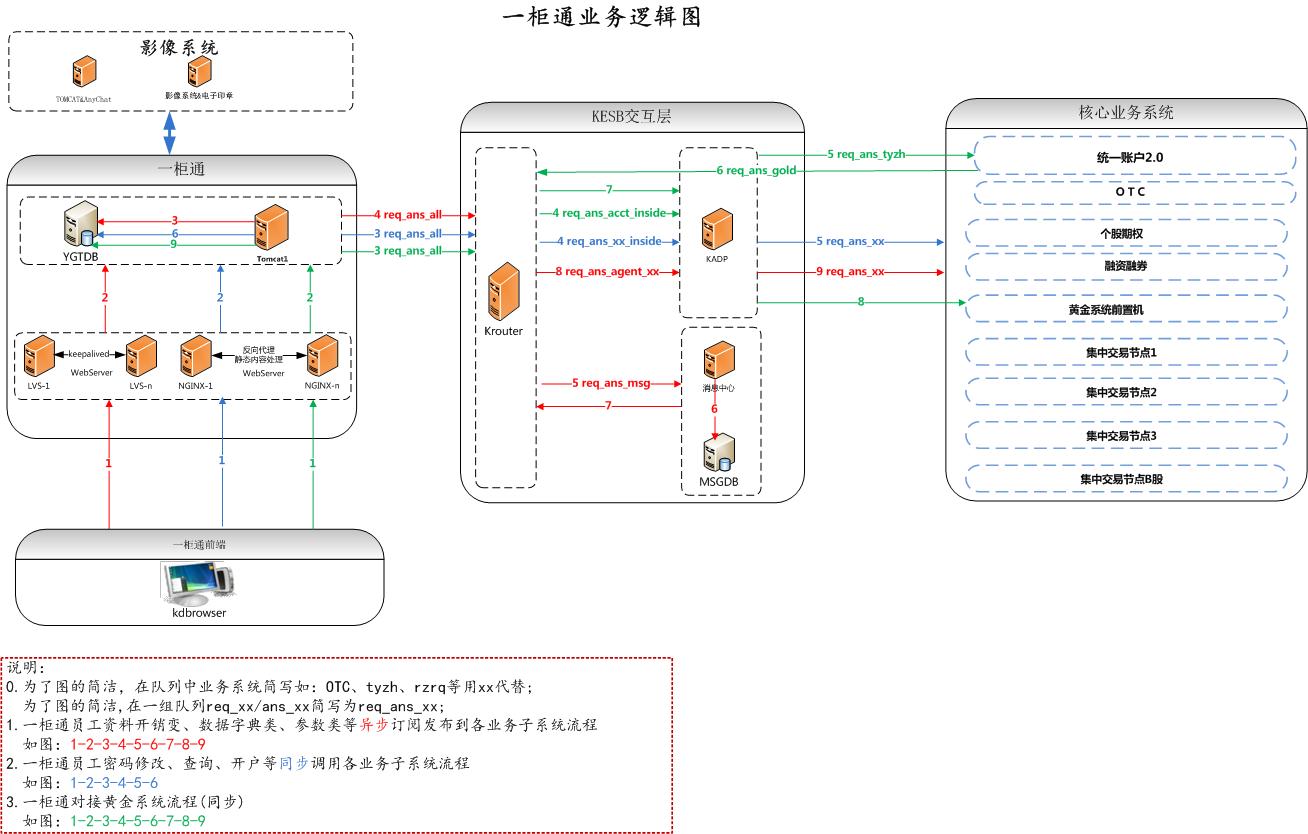 一柜通业务逻辑图
影像系统
TOMCAT&AnyChat
影像系统&电子印章
一柜通
3
6
9
YGTDB
Tomcat1
2
2
2
keepalived
WebServer
LVS-1
LVS-n
反向代理
静态内容处理
WebServer
NGINX-1
NGINX-n
1
1
1
一柜通前端
kdbrowser
4 req_ans_all
3 req_ans_all
3 req_ans_all
KESB交互层
Krouter
7
4 req_ans_acct_inside
4 req_ans_xx_inside
8 req_ans_agent_xx
KADP
5 req_ans_msg
7
消息中心
6
MSGDB
5 req_ans_tyzh
6 req_ans_gold
5 req_ans_xx
9 req_ans_xx
8
核心业务系统
统一账户2.0
OTC
个股期权
融资融券
黄金系统前置机
集中交易节点1
集中交易节点2
集中交易节点3
集中交易节点B股
说明:
0.为了图的简洁, 在队列中业务系统简写如: OTC、tyzh、rzrq等用xx代替;
为了图的简洁,在一组队列req_xx/ans_xx简写为req_ans_xx;
1.一柜通员工资料开销变、数据字典类、参数类等异步订阅发布到各业务子系统流程
如图: 1-2-3-4-5-6-7-8-9
2.一柜通员工密码修改、查询、开户等同步调用各业务子系统流程
如图: 1-2-3-4-5-6
3.一柜通对接黄金系统流程(同步)
如图: 1-2-3-4-5-6-7-8-9